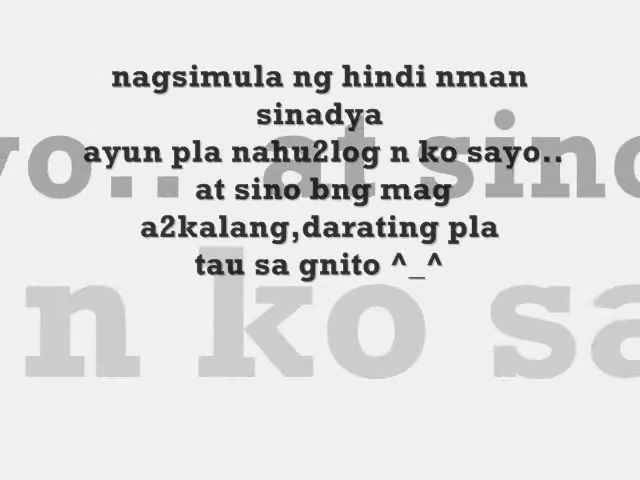 nagsimula ng hindi nman
sinadya
ayun pla nahu2log n ko sayo..
at sino bng mag
a2kalang,darating pla
tau sa gnito ^_^
yo.. at sino
n ko sa